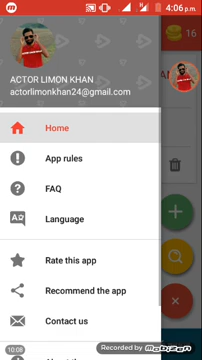 4:06 p.m.
16
ACTOR LIMON KHAN
actorlimonkhan24@gmail.com
Home
App rules
FAQ
Language
Rate this app
Recommend the app
Contact us
10:08
Recorded by
mobizen